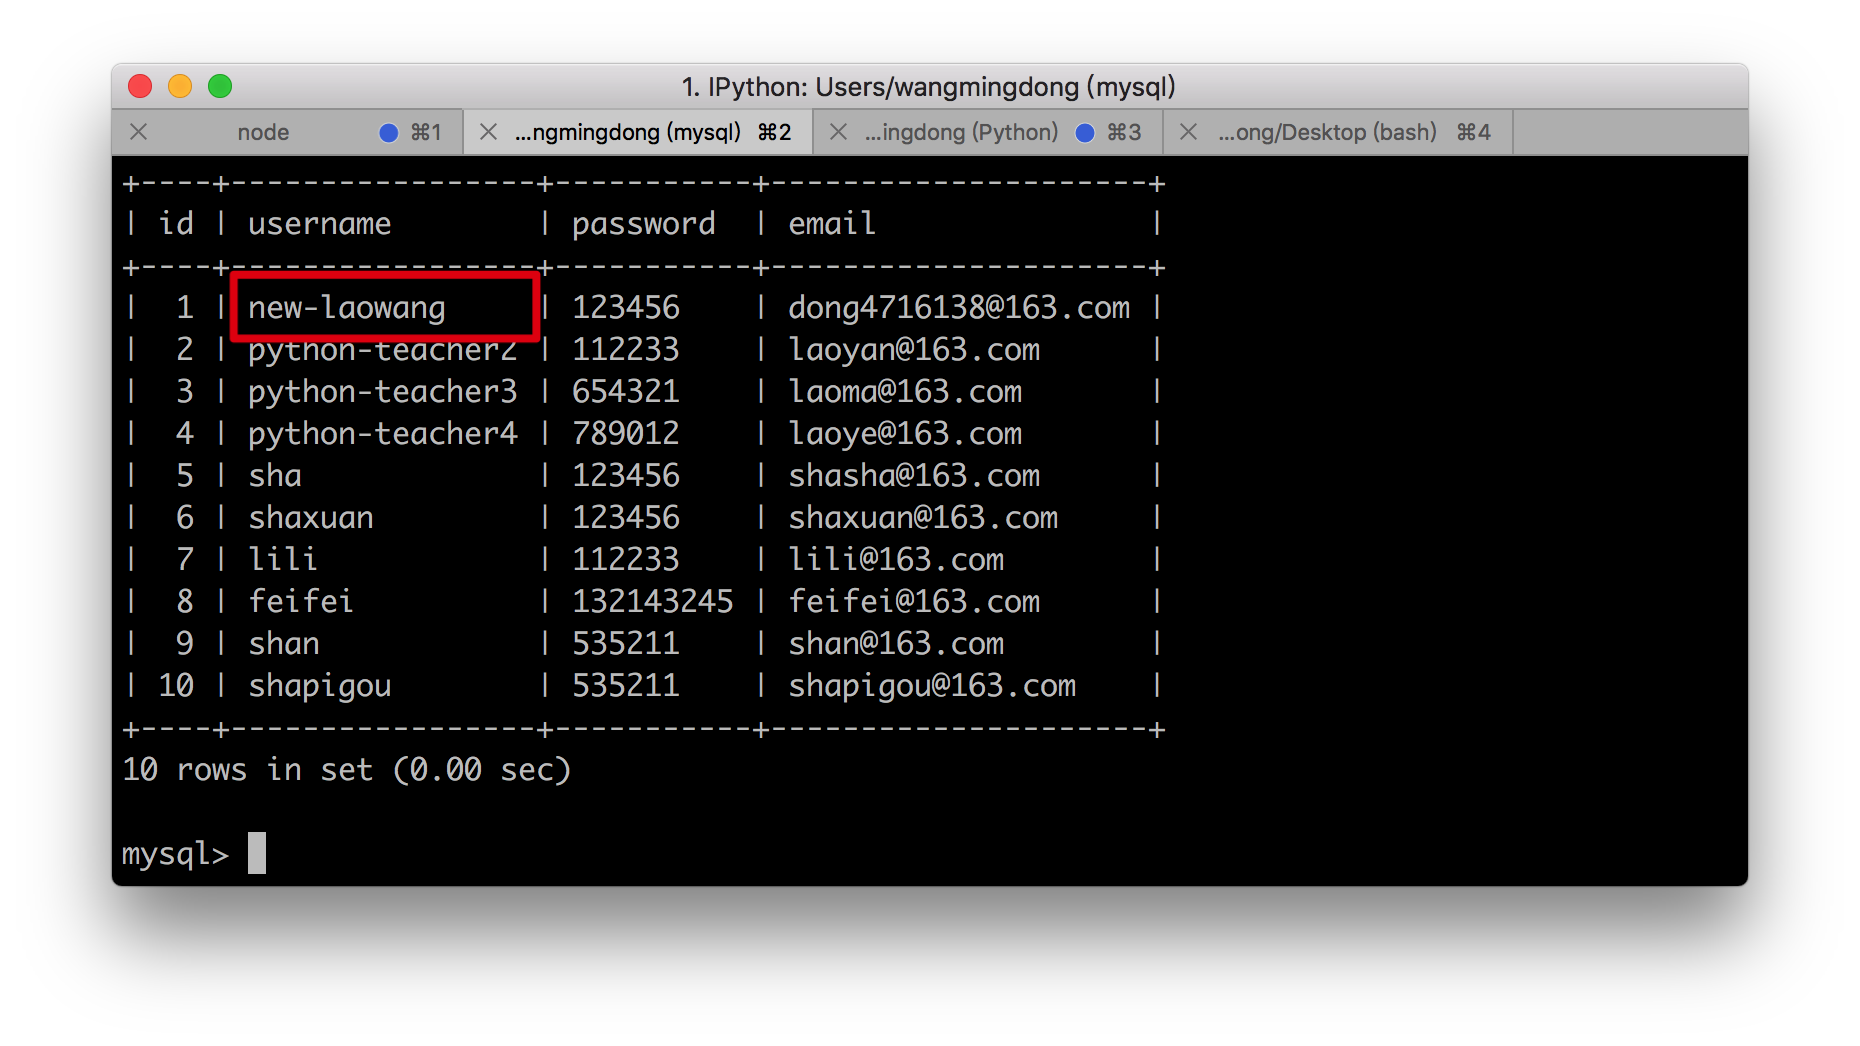 1. IPython: Users/wangmingdong (mysql)
node ⌘1 ...ngmingdong (mysql) ⌘2 ...ingdong (Python) ⌘3 ...ong/Desktop (bash) ⌘4
+----+-----------------+-----------+---------------------+
| id | username        | password  | email               |
+----+-----------------+-----------+---------------------+
|  1 | new-laowang     | 123456    | dong4716138@163.com |
|  2 | python-teacher2 | 112233    | laoyan@163.com      |
|  3 | python-teacher3 | 654321    | laoma@163.com       |
|  4 | python-teacher4 | 789012    | laoye@163.com       |
|  5 | sha             | 123456    | shasha@163.com      |
|  6 | shaxuan         | 123456    | shaxuan@163.com     |
|  7 | lili            | 112233    | lili@163.com        |
|  8 | feifei          | 132143245 | feifei@163.com      |
|  9 | shan            | 535211    | shan@163.com        |
| 10 | shapigou        | 535211    | shapigou@163.com    |
+----+-----------------+-----------+---------------------+
10 rows in set (0.00 sec)
mysql>